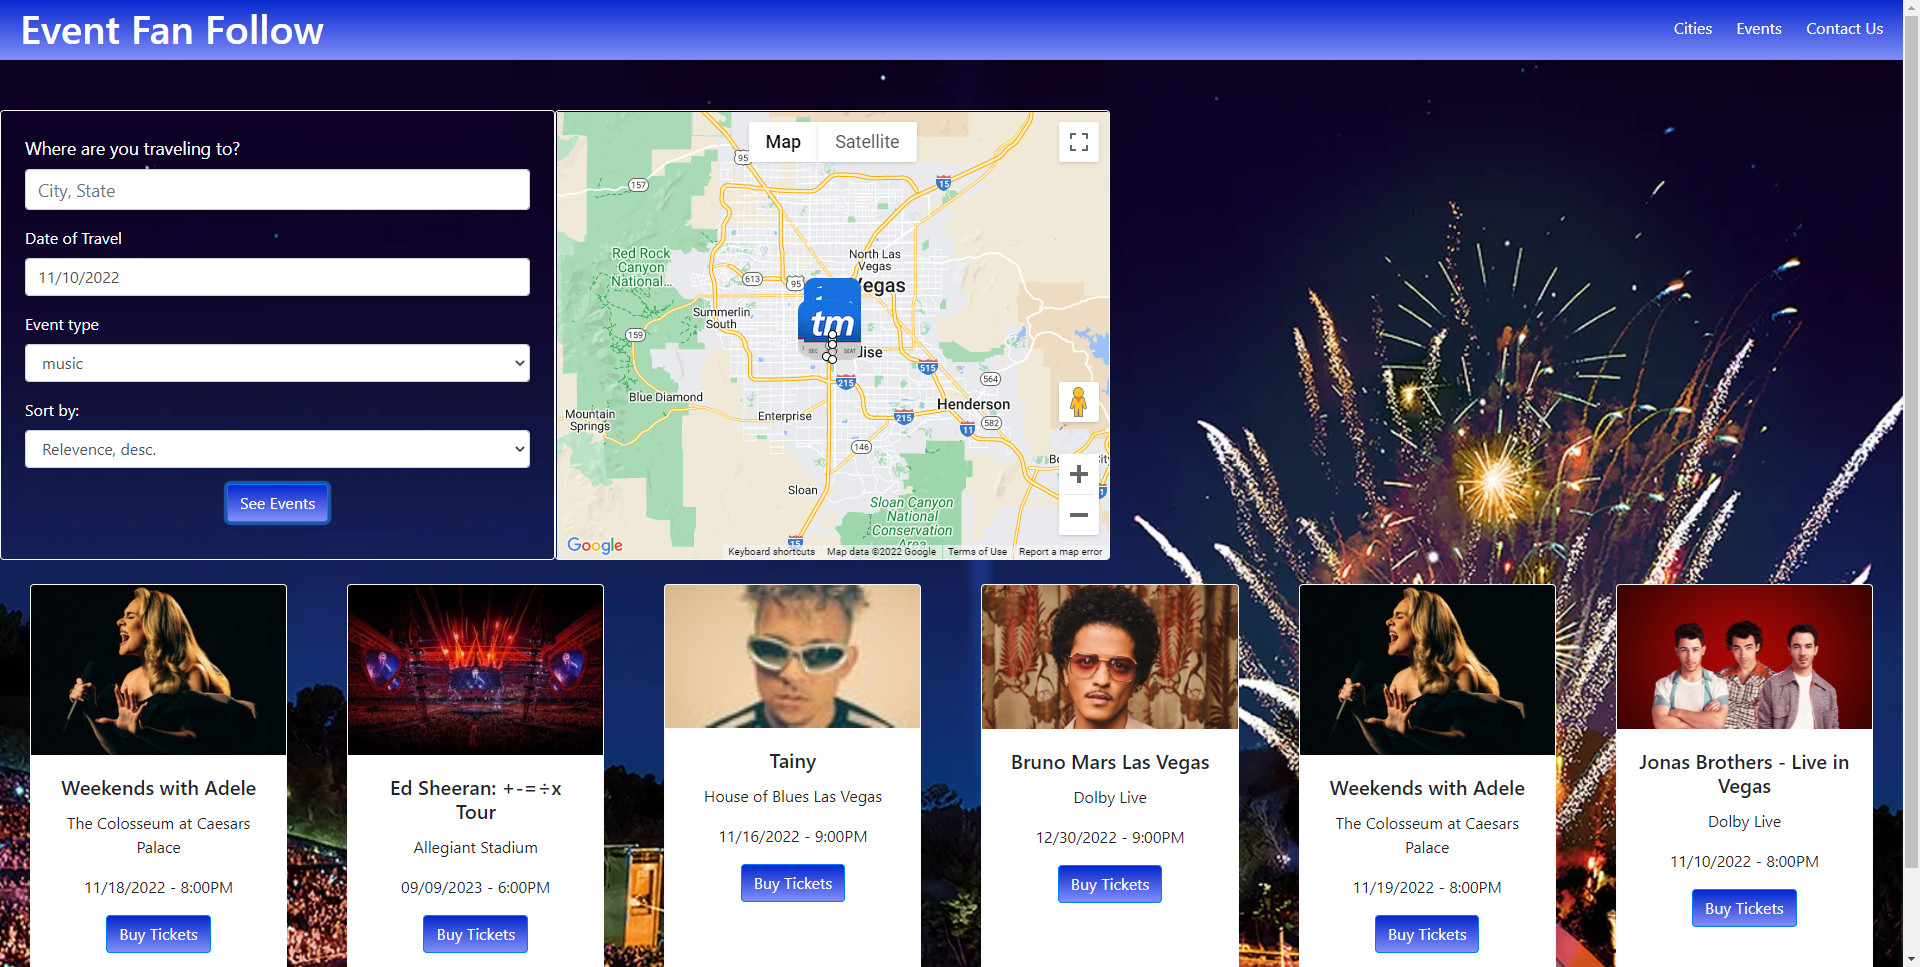 Event Fan Follow
Cities
Events
Contact Us
Where are you traveling to?
City, State
Date of Travel
11/10/2022
Event type
music
Sort by:
Relevence, desc.
See Events
Map
Satellite
95
157
15
Red Rock
Canyon
National...
North Las
Vegas
613
95
Vegas
Summerlin
South
tm
SEC
SEAT
159
dise
215
515
564
Blue Diamond
Henderson
Mountain
Springs
Enterprise
215
11
582
146
Sloan
Sloan Canyon
National
Conservation
Area
15
Google
Keyboard shortcuts
Map data ©2022 Google
Terms of Use
Report a map error
Weekends with Adele
The Colosseum at Caesars
Palace
11/18/2022 - 8:00PM
Buy Tickets
Ed Sheeran: +-=÷x
Tour
Allegiant Stadium
09/09/2023 - 6:00PM
Buy Tickets
Tainy
House of Blues Las Vegas
11/16/2022 - 9:00PM
Buy Tickets
Bruno Mars Las Vegas
Dolby Live
12/30/2022 - 9:00PM
Buy Tickets
Weekends with Adele
The Colosseum at Caesars
Palace
11/19/2022 - 8:00PM
Buy Tickets
Jonas Brothers - Live in
Vegas
Dolby Live
11/10/2022 - 8:00PM
Buy Tickets